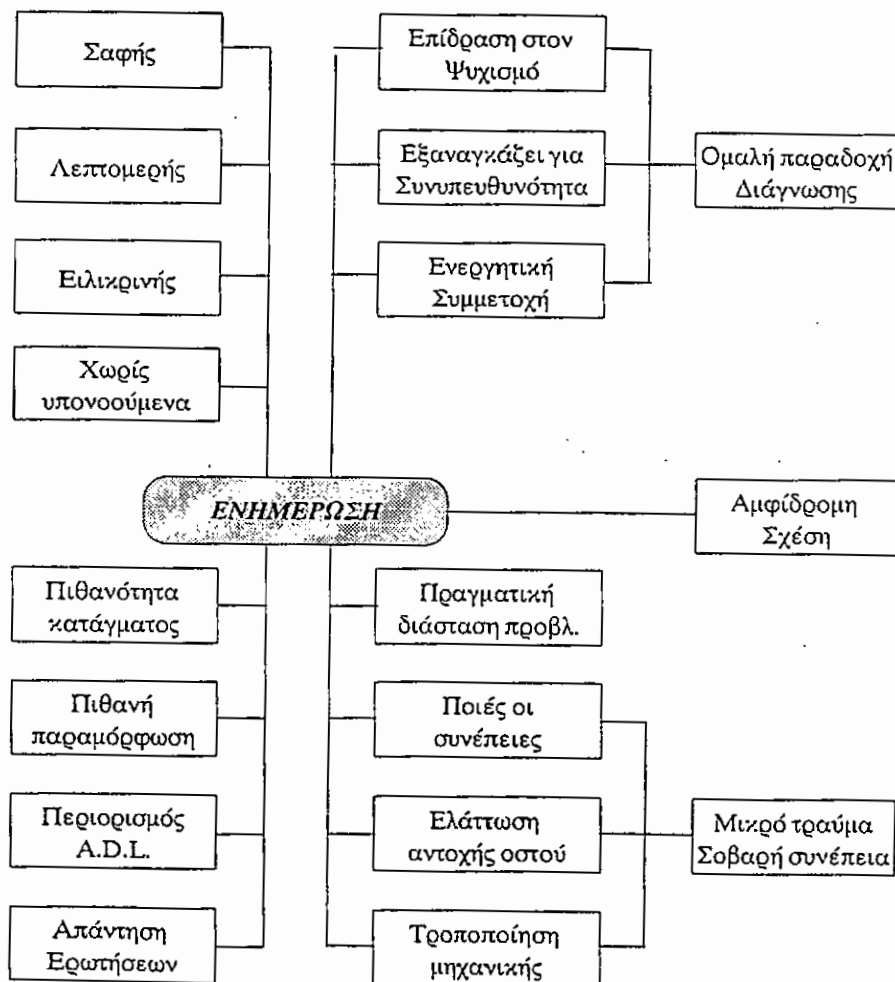 Σαφής
Λεπτομερής
Ειλικρινής
Χωρίς
υπονοούμενα
Επίδραση στον
Ψυχισμό
Εξαναγκάζει για
Συνυπευθυνότητα
Ενεργητική
Συμμετοχή
Ομαλή παραδοχή
Διάγνωσης
ΕΝΗΜΕΡΩΣΗ
Αμφίδρομη
Σχέση
Πιθανότητα
κατάγματος
Πιθανή
παραμόρφωση
Περιορισμός
A.D.L.
Απάντηση
Ερωτήσεων
Πραγματική
διάσταση προβλ.
Ποιές οι
συνέπειες
Ελάττωση
αντοχής οστού
Τροποποίηση
μηχανικής
Μικρό τραύμα
Σοβαρή συνέπεια